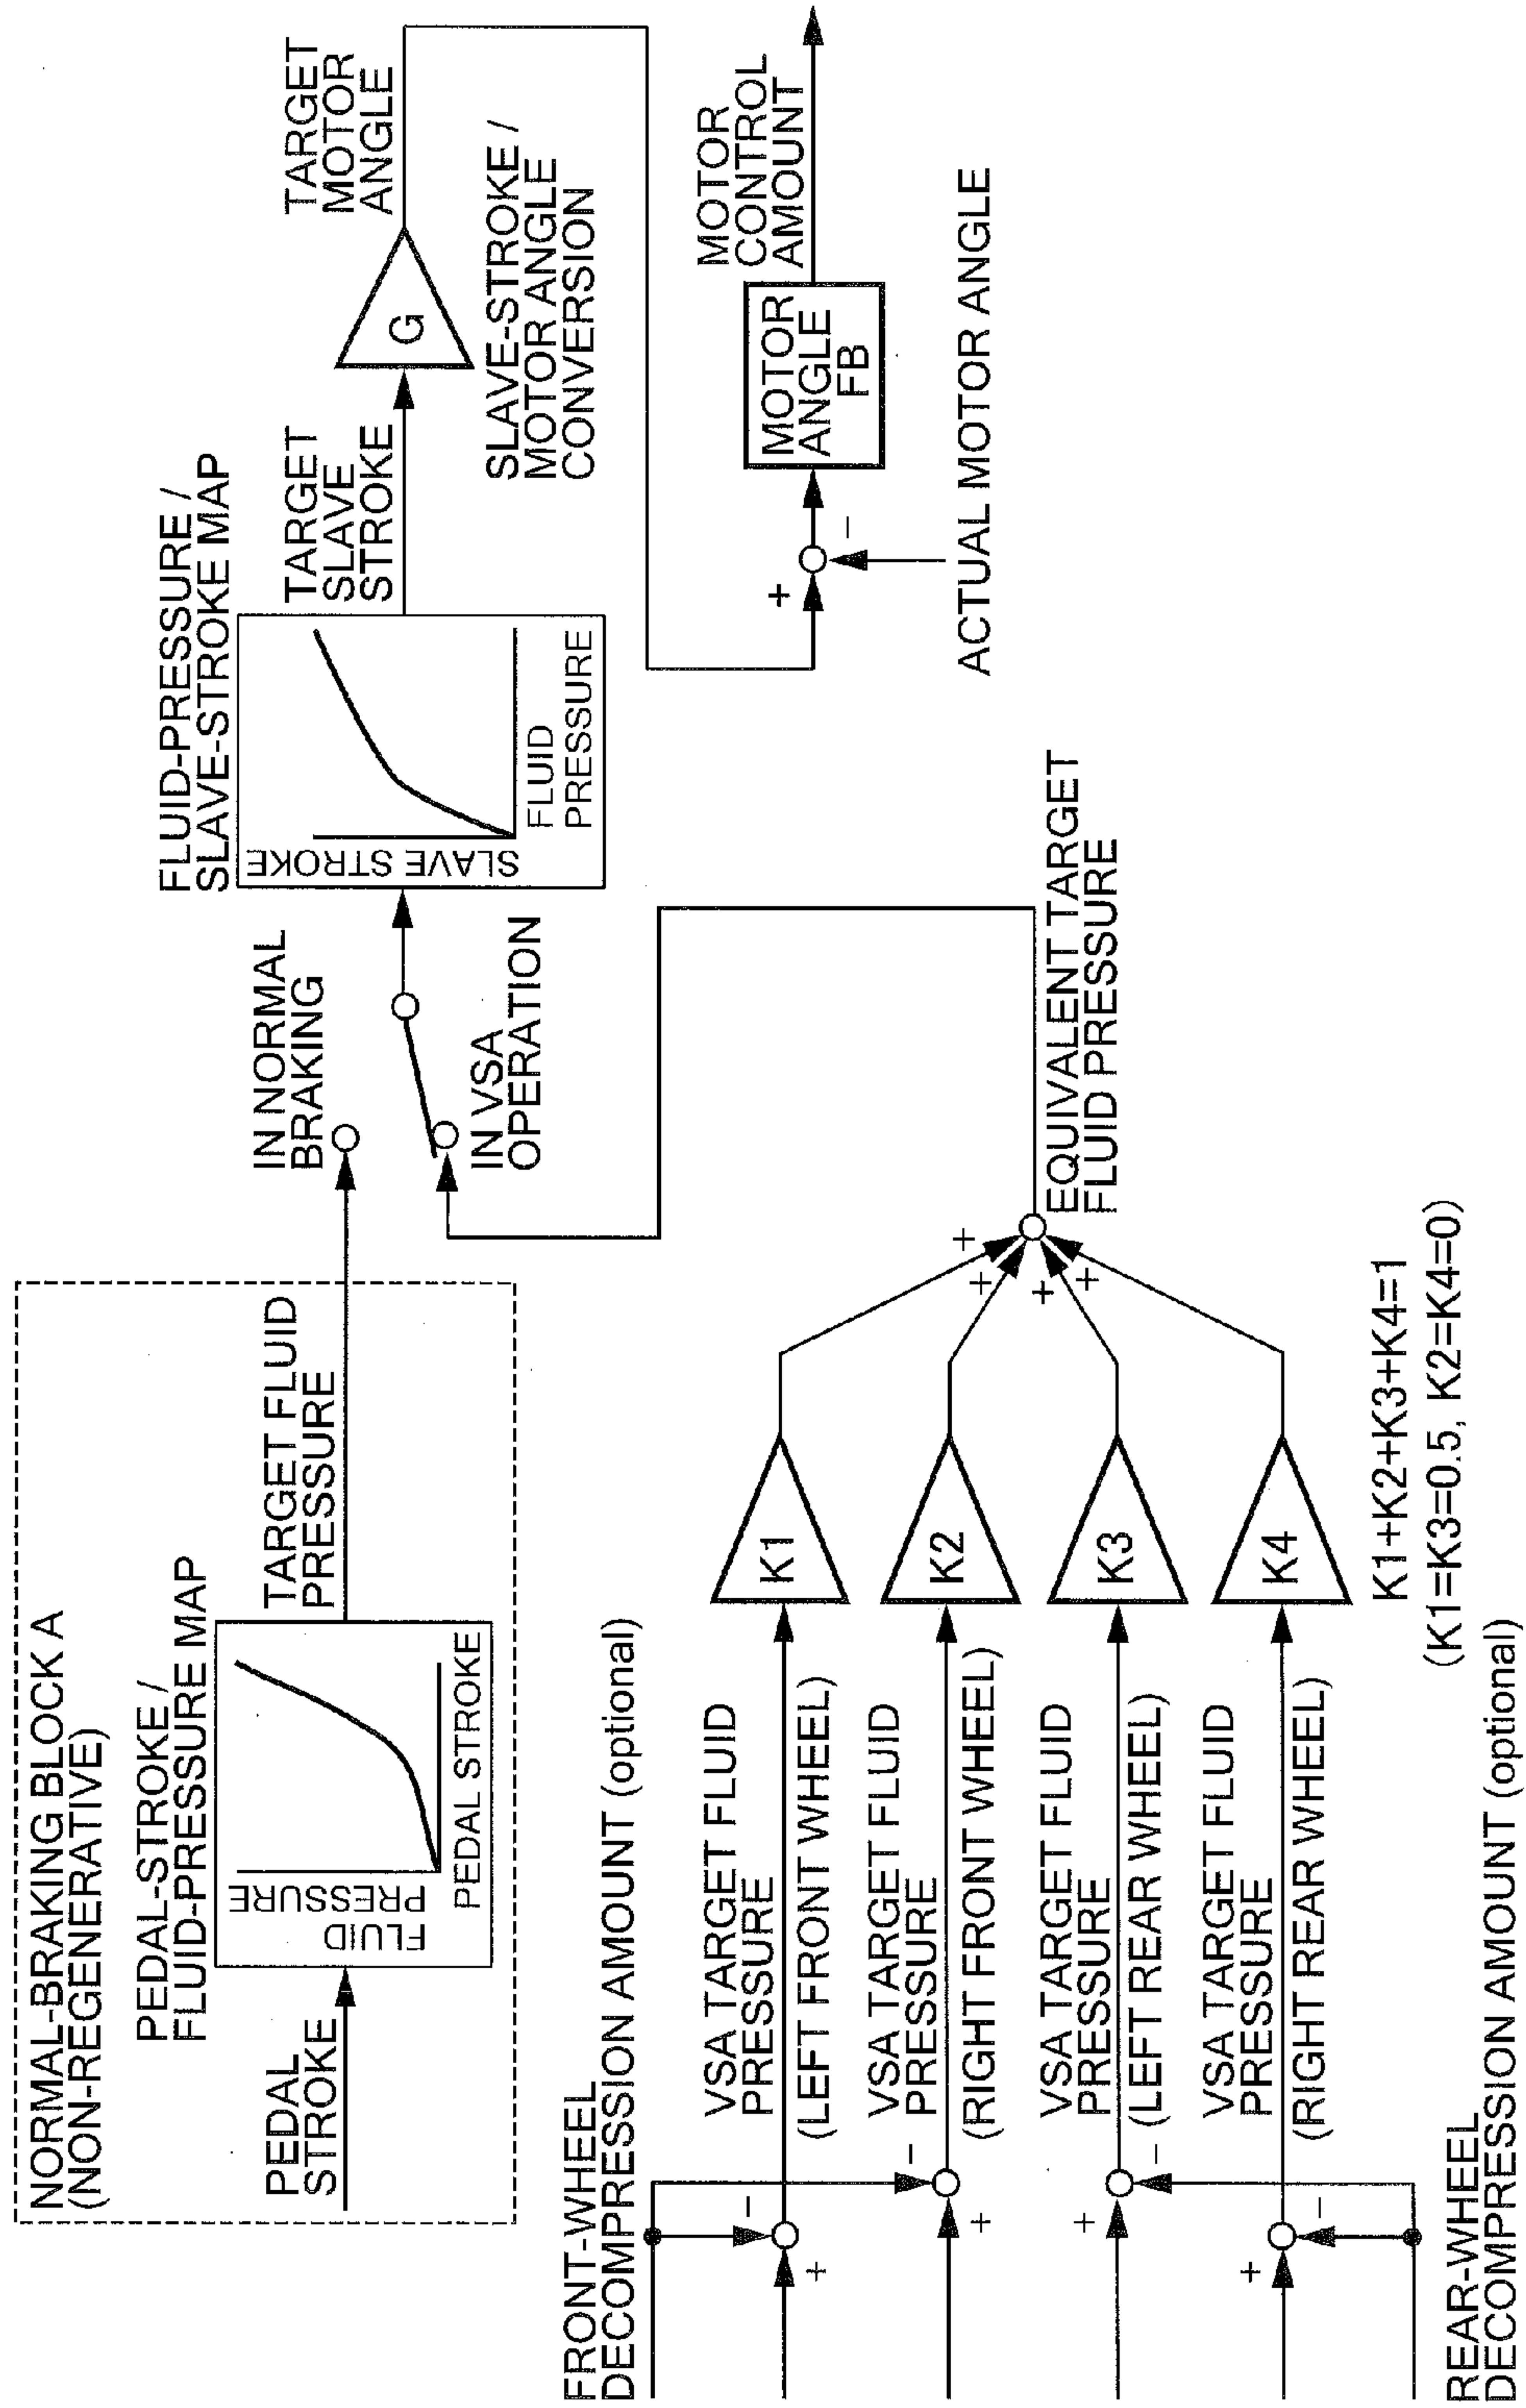 NORMAL-BRAKING BLOCK A
(NON-REGENERATIVE)
PEDAL-STROKE /
FLUID-PRESSURE MAP
PEDAL
STROKE
FLUID
PRESSURE
PEDAL STROKE
TARGET FLUID
PRESSURE
IN NORMAL
BRAKING
IN VSA
OPERATION
FLUID-PRESSURE /
SLAVE-STROKE MAP
SLAVE STROKE
FLUID
PRESSURE
TARGET
SLAVE
STROKE
G
SLAVE-STROKE /
MOTOR ANGLE
CONVERSION
TARGET
MOTOR
ANGLE
+
−
ACTUAL MOTOR ANGLE
MOTOR
ANGLE
FB
MOTOR
CONTROL
AMOUNT
FRONT-WHEEL
DECOMPRESSION AMOUNT (optional)
+
−
VSA TARGET FLUID
PRESSURE
(LEFT FRONT WHEEL)
K1
+
+
−
VSA TARGET FLUID
PRESSURE
(RIGHT FRONT WHEEL)
K2
+
+
−
VSA TARGET FLUID
PRESSURE
(LEFT REAR WHEEL)
K3
+
+
−
VSA TARGET FLUID
PRESSURE
(RIGHT REAR WHEEL)
K4
+
EQUIVALENT TARGET
FLUID PRESSURE
K1+K2+K3+K4=1
(K1=K3=0.5, K2=K4=0)
REAR-WHEEL
DECOMPRESSION AMOUNT (optional)